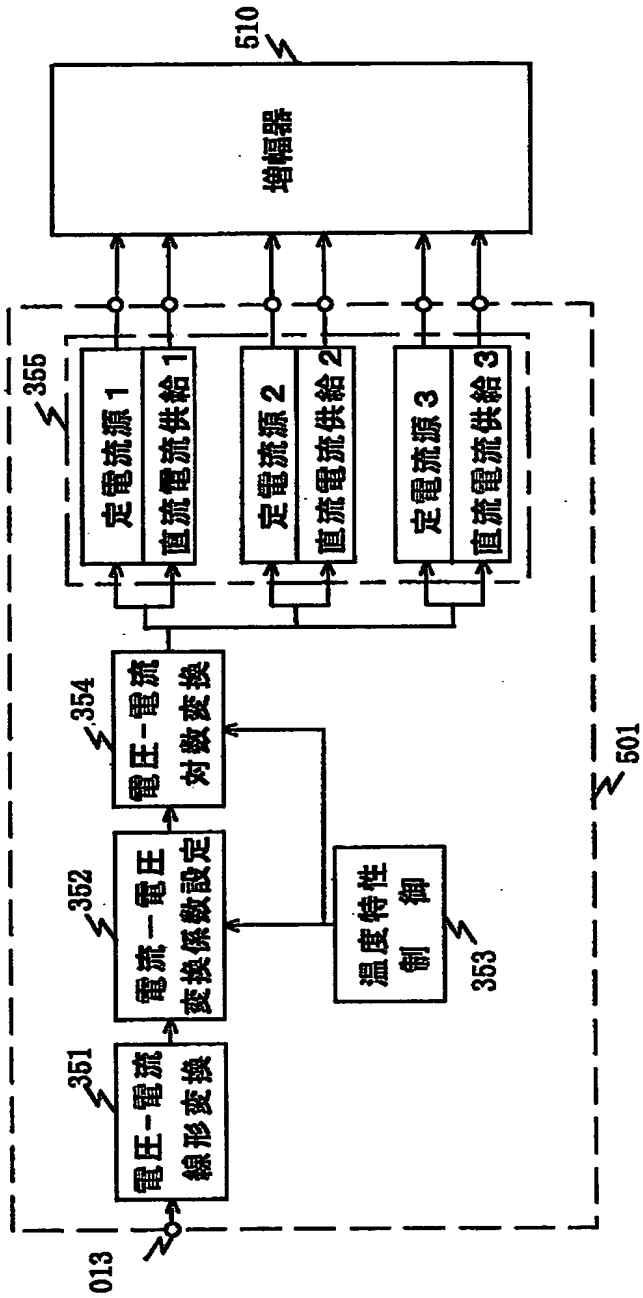 013
351
電圧-電流
線形変換
352
電流-電圧
変換係数設定
353
温度特性
制 御
354
電圧-電流
対数変換
355
定電流源1
直流電流供給1
定電流源2
直流電流供給2
定電流源3
直流電流供給3
501
510
増幅器